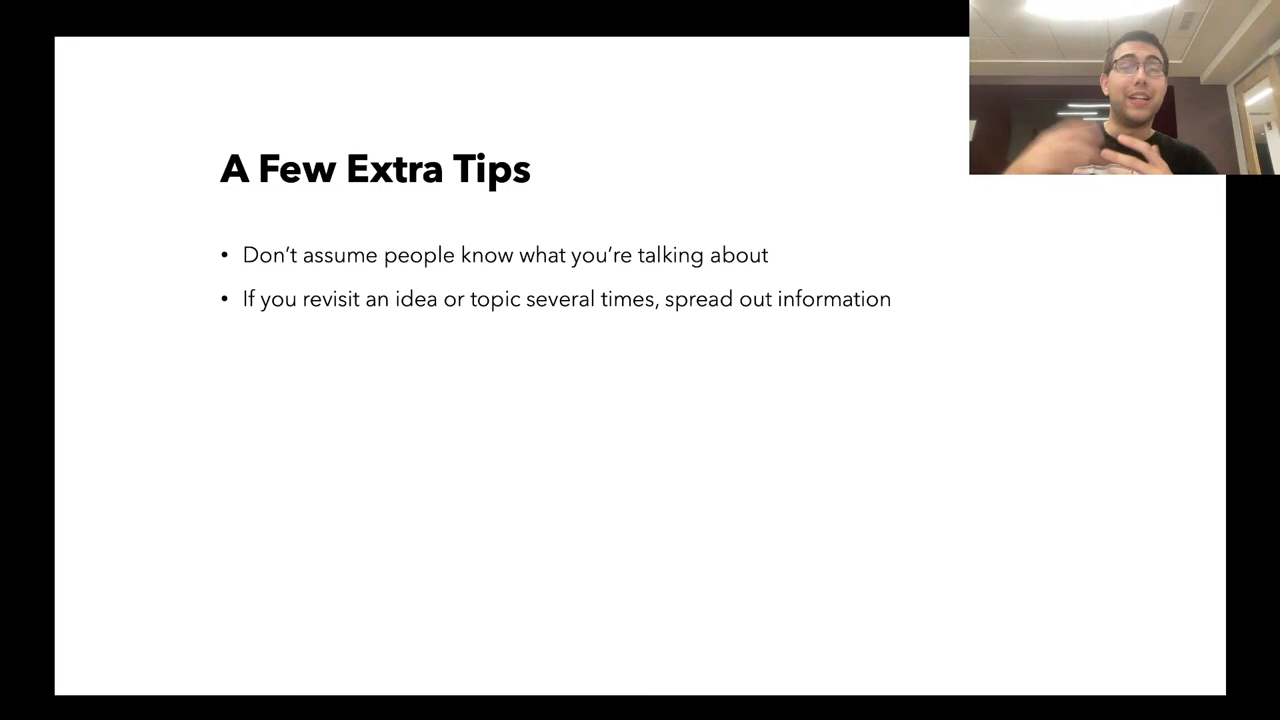 A Few Extra Tips
• Don’t assume people know what you’re talking about
• If you revisit an idea or topic several times, spread out information